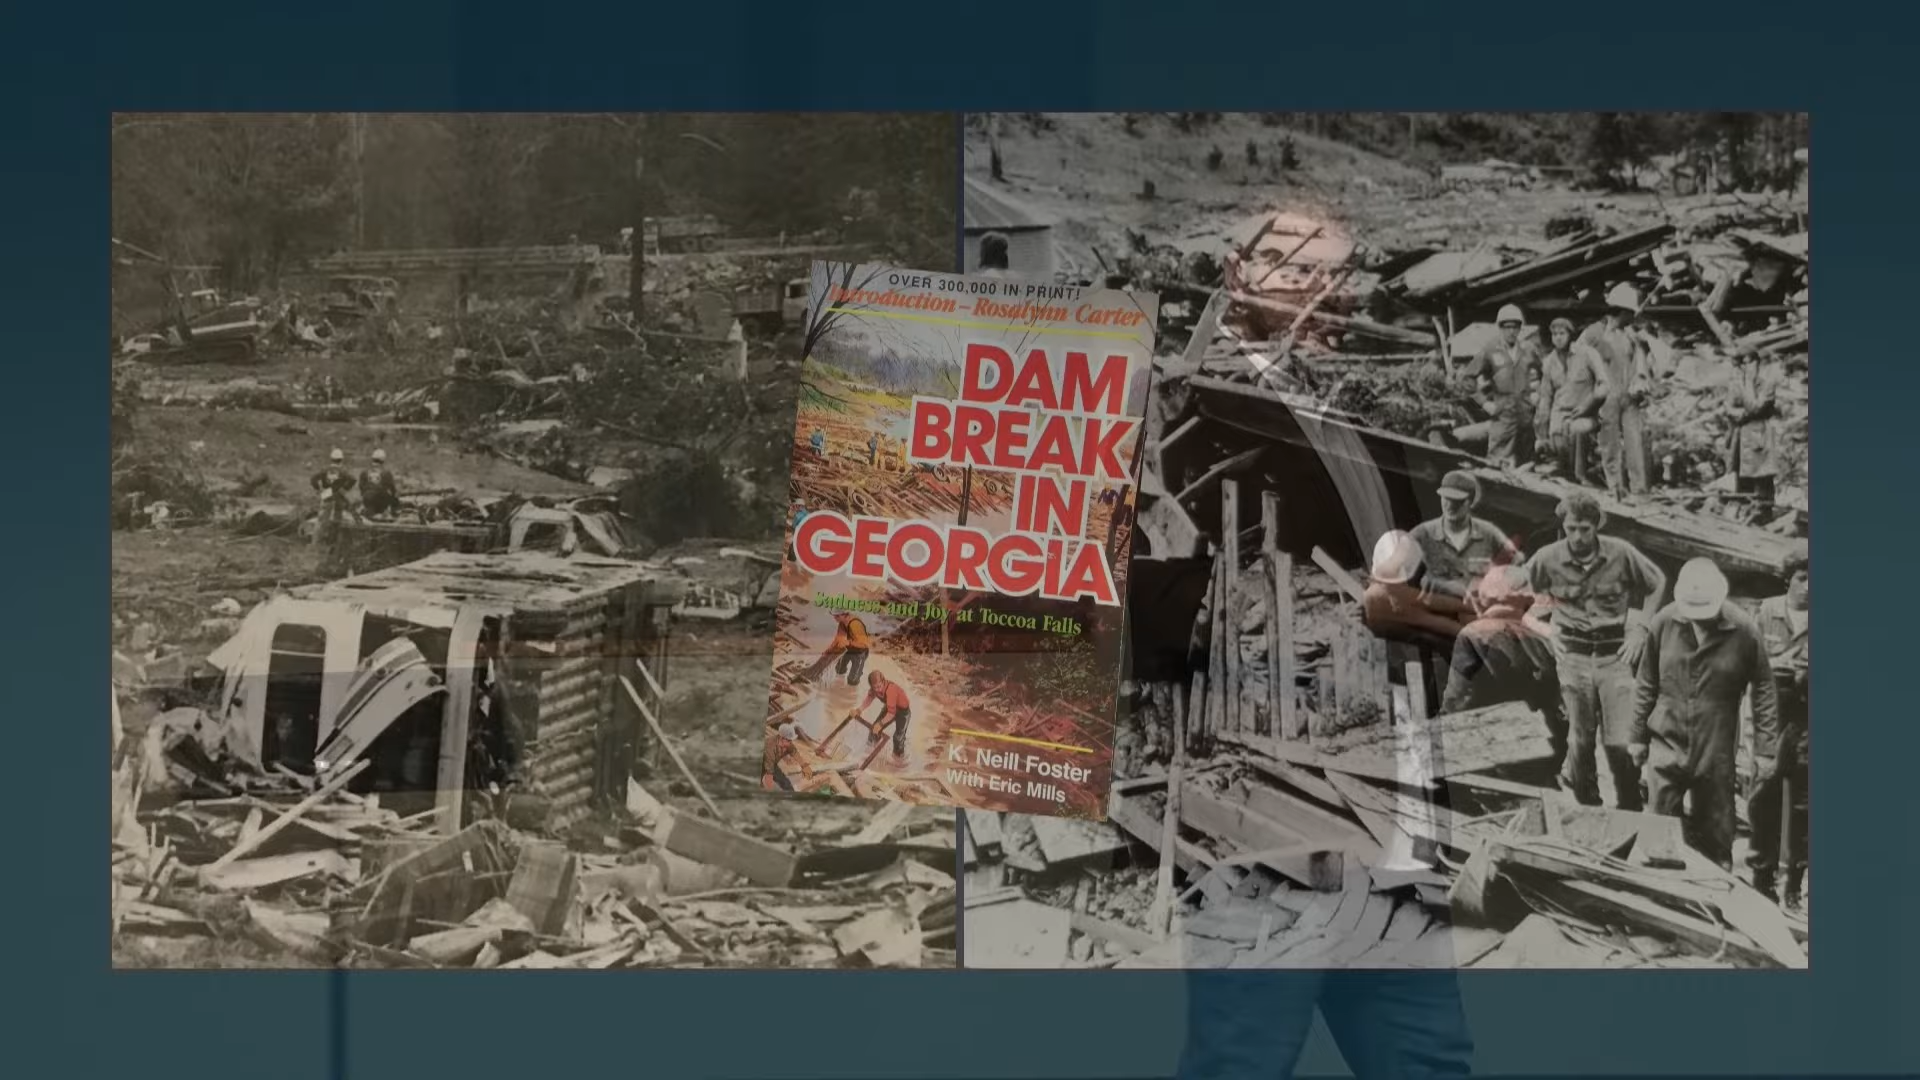 OVER 300,000 IN PRINT!
Introduction – Rosalynn Carter
DAM
BREAK
IN
GEORGIA
Sadness and Joy at Toccoa Falls
K. Neill Foster
With Eric Mills